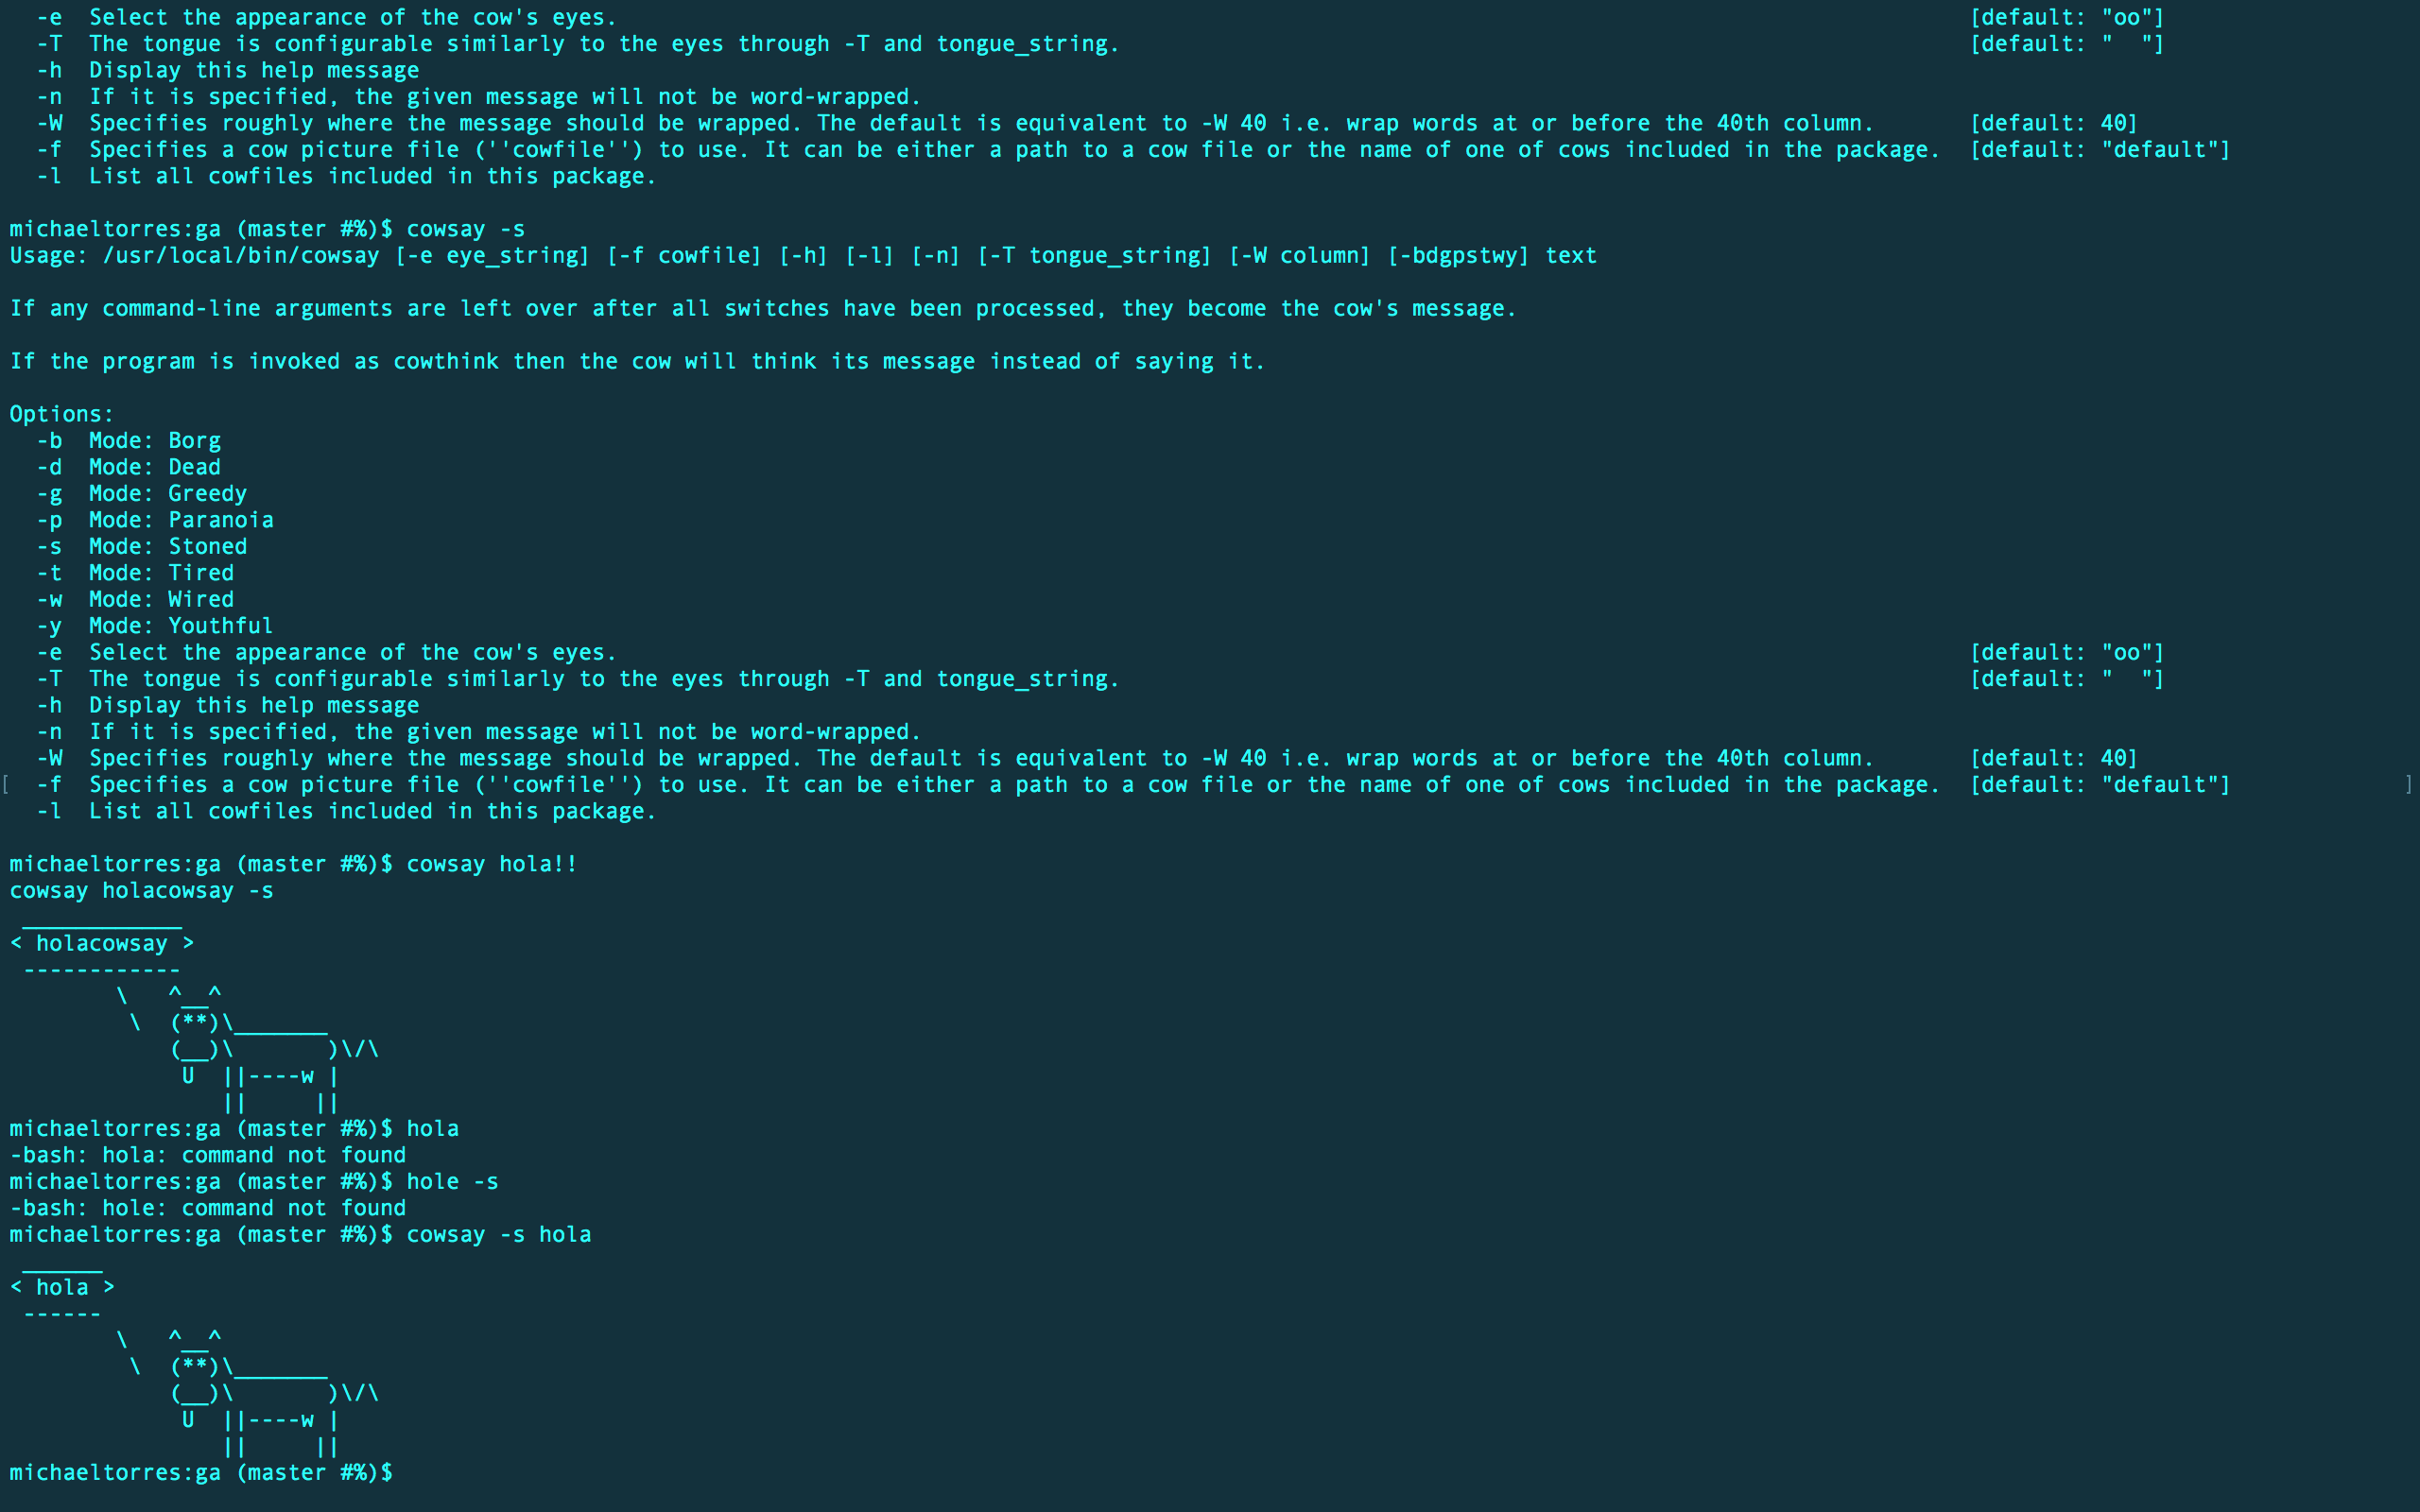 -e  Select the appearance of the cow's eyes.                                                                                                       [default: "oo"]
  -T  The tongue is configurable similarly to the eyes through -T and tongue_string.                                                                 [default: "  "]
  -h  Display this help message
  -n  If it is specified, the given message will not be word-wrapped.
  -W  Specifies roughly where the message should be wrapped. The default is equivalent to -W 40 i.e. wrap words at or before the 40th column.        [default: 40]
  -f  Specifies a cow picture file (''cowfile'') to use. It can be either a path to a cow file or the name of one of cows included in the package.  [default: "default"]
  -l  List all cowfiles included in this package.

michaeltorres:ga (master #%)$ cowsay -s
Usage: /usr/local/bin/cowsay [-e eye_string] [-f cowfile] [-h] [-l] [-n] [-T tongue_string] [-W column] [-bdgpstwy] text

If any command-line arguments are left over after all switches have been processed, they become the cow's message.

If the program is invoked as cowthink then the cow will think its message instead of saying it.

Options:
  -b  Mode: Borg
  -d  Mode: Dead
  -g  Mode: Greedy
  -p  Mode: Paranoia
  -s  Mode: Stoned
  -t  Mode: Tired
  -w  Mode: Wired
  -y  Mode: Youthful
  -e  Select the appearance of the cow's eyes.                                                                                                       [default: "oo"]
  -T  The tongue is configurable similarly to the eyes through -T and tongue_string.                                                                 [default: "  "]
  -h  Display this help message
  -n  If it is specified, the given message will not be word-wrapped.
  -W  Specifies roughly where the message should be wrapped. The default is equivalent to -W 40 i.e. wrap words at or before the 40th column.        [default: 40]
[ -f  Specifies a cow picture file (''cowfile'') to use. It can be either a path to a cow file or the name of one of cows included in the package.  [default: "default"] ]
  -l  List all cowfiles included in this package.

michaeltorres:ga (master #%)$ cowsay hola!!
cowsay holacowsay -s
 ____________
< holacowsay >
 ------------
        \   ^__^
         \  (**)\_______
            (__)\       )\/\
             U  ||----w |
                ||     ||
michaeltorres:ga (master #%)$ hola
-bash: hola: command not found
michaeltorres:ga (master #%)$ hole -s
-bash: hole: command not found
michaeltorres:ga (master #%)$ cowsay -s hola
 ______
< hola >
 ------
        \   ^__^
         \  (**)\_______
            (__)\       )\/\
             U  ||----w |
                ||     ||
michaeltorres:ga (master #%)$